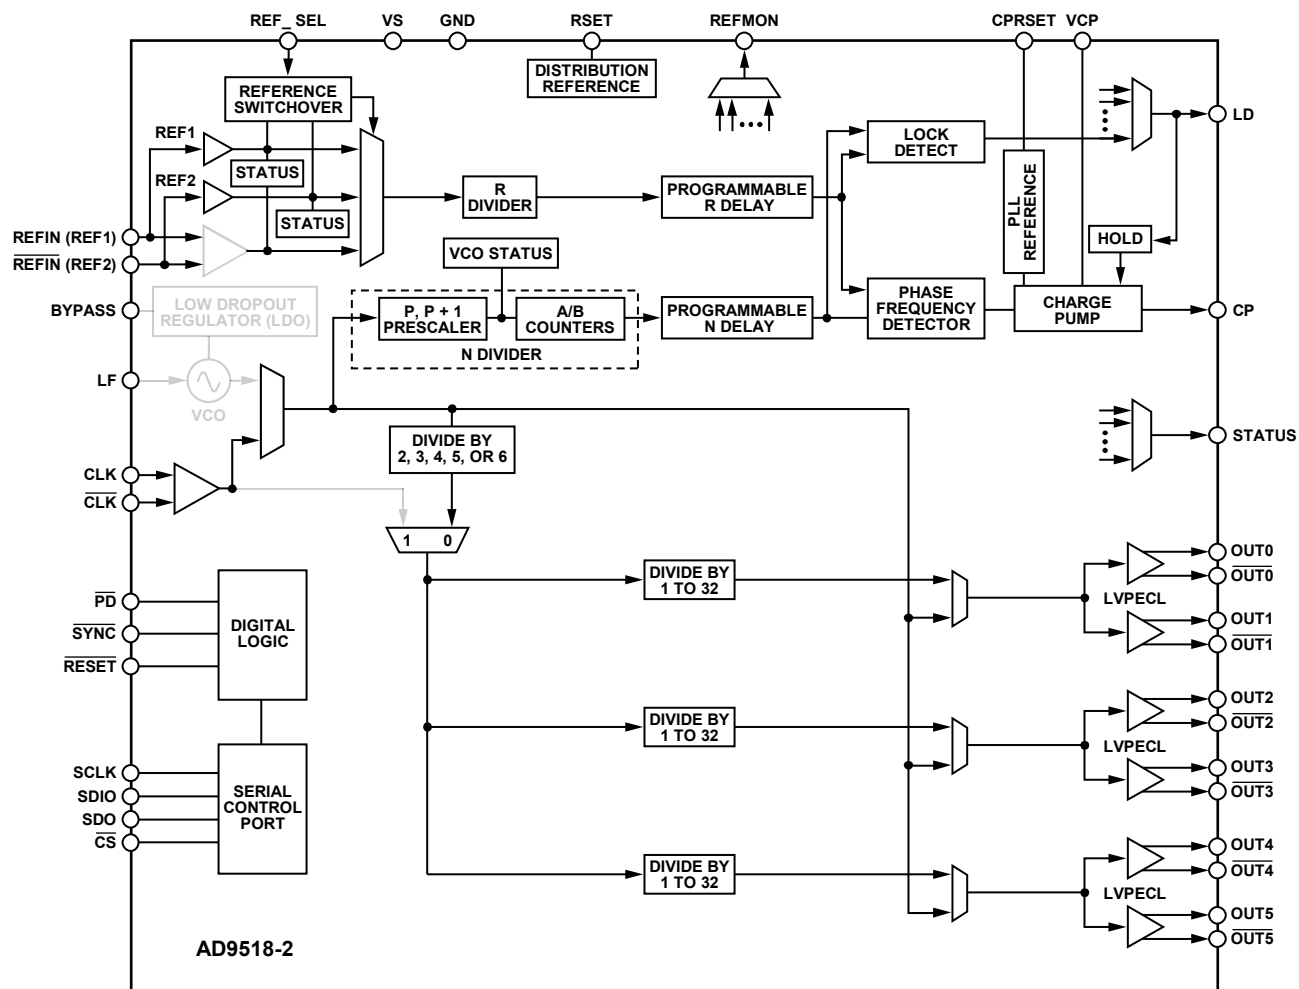 REF_SEL
VS
GND
RSET
REFMON
CPRSET
VCP
DISTRIBUTION
REFERENCE
REFERENCE
SWITCHOVER
REF1
STATUS
REF2
STATUS
R
DIVIDER
PROGRAMMABLE
R DELAY
LOCK
DETECT
LD
PLL
REFERENCE
HOLD
REFIN (REF1)
REFIN (REF2)
VCO STATUS
BYPASS
LOW DROPOUT
REGULATOR (LDO)
P, P + 1
PRESCALER
A/B
COUNTERS
N DIVIDER
PROGRAMMABLE
N DELAY
PHASE
FREQUENCY
DETECTOR
CHARGE
PUMP
CP
LF
VCO
STATUS
DIVIDE BY
2, 3, 4, 5, OR 6
CLK
CLK
1
0
PD
SYNC
RESET
DIGITAL
LOGIC
DIVIDE BY
1 TO 32
LVPECL
OUT0
OUT0
OUT1
OUT1
DIVIDE BY
1 TO 32
LVPECL
OUT2
OUT2
OUT3
OUT3
SCLK
SDIO
SDO
CS
SERIAL
CONTROL
PORT
DIVIDE BY
1 TO 32
LVPECL
OUT4
OUT4
OUT5
OUT5
AD9518-2